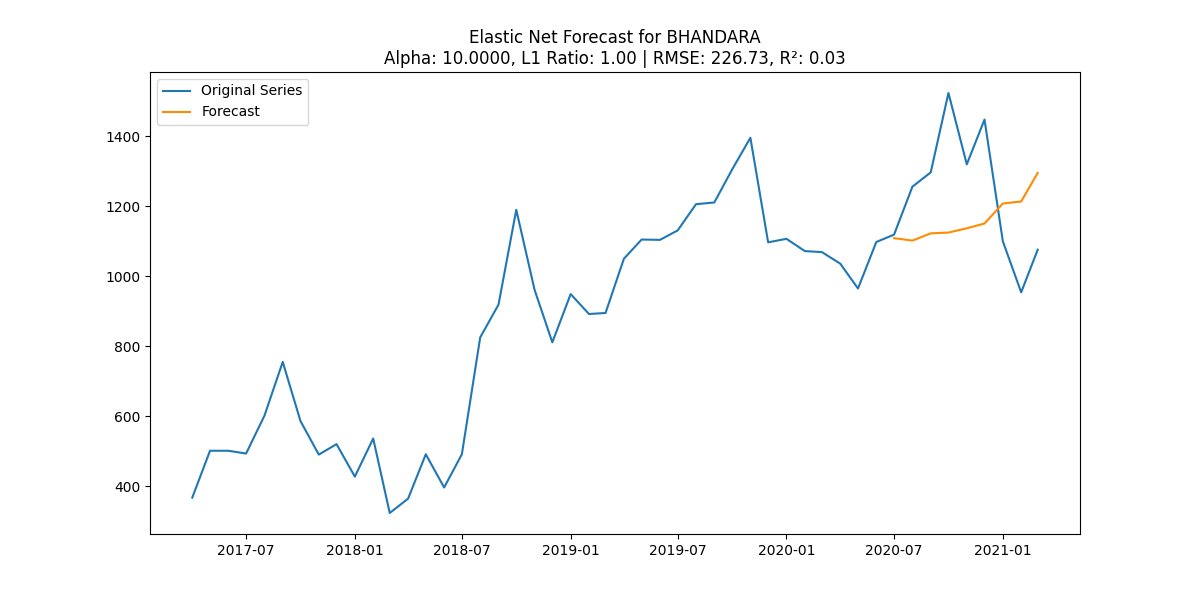 Elastic Net Forecast for BHANDARA
Alpha: 10.0000, L1 Ratio: 1.00 | RMSE: 226.73, R²: 0.03
Original Series
Forecast
1400
1200
1000
800
600
400
2017-07 2018-01 2018-07 2019-01 2019-07 2020-01 2020-07 2021-01